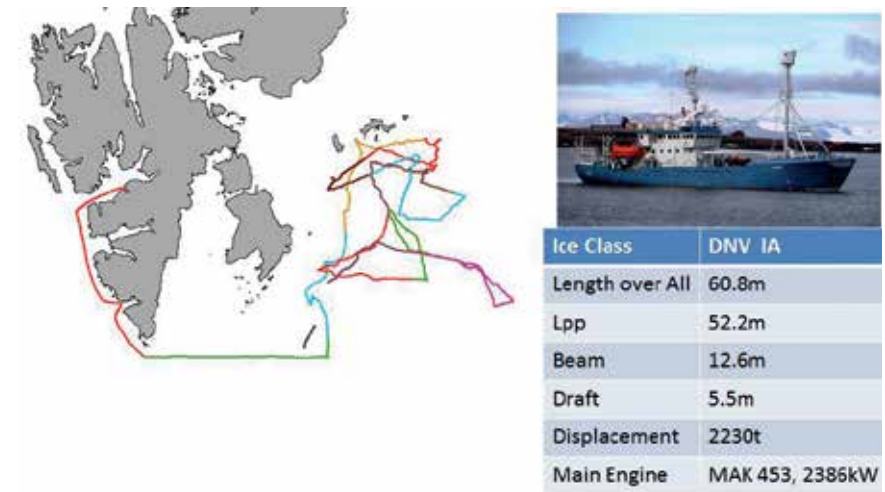 Ice Class DNV IA
Length over All 60.8m
Lpp 52.2m
Beam 12.6m
Draft 5.5m
Displacement 2230t
Main Engine MAK 453, 2386kW